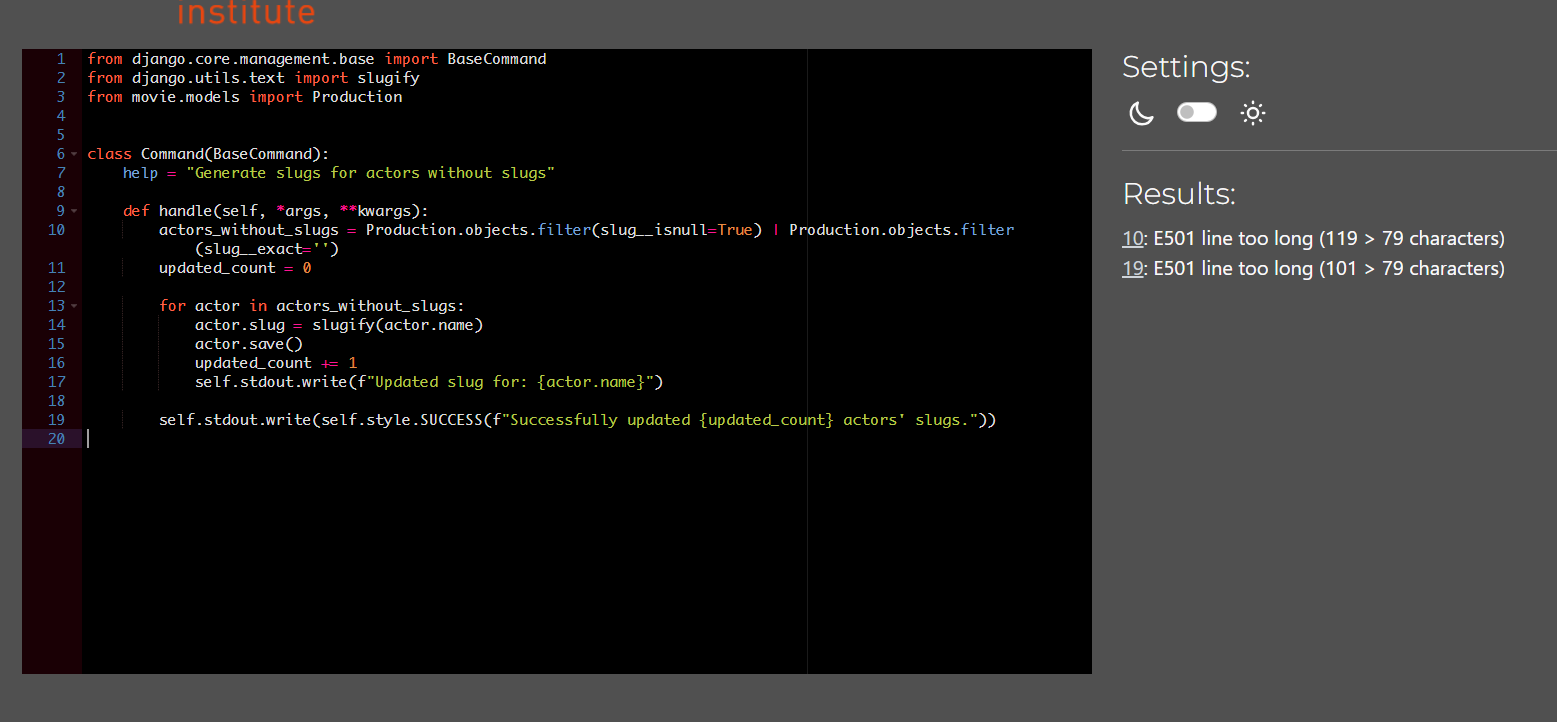 institute
1 from django.core.management.base import BaseCommand
2 from django.utils.text import slugify
3 from movie.models import Production
4
5
6 class Command(BaseCommand):
7     help = "Generate slugs for actors without slugs"
8
9     def handle(self, *args, **kwargs):
10         actors_without_slugs = Production.objects.filter(slug__isnull=True) | Production.objects.filter
            (slug__exact='')
11         updated_count = 0
12
13         for actor in actors_without_slugs:
14             actor.slug = slugify(actor.name)
15             actor.save()
16             updated_count += 1
17             self.stdout.write(f"Updated slug for: {actor.name}")
18
19         self.stdout.write(self.style.SUCCESS(f"Successfully updated {updated_count} actors' slugs."))
20
Settings:
Results:
10: E501 line too long (119 > 79 characters)
19: E501 line too long (101 > 79 characters)